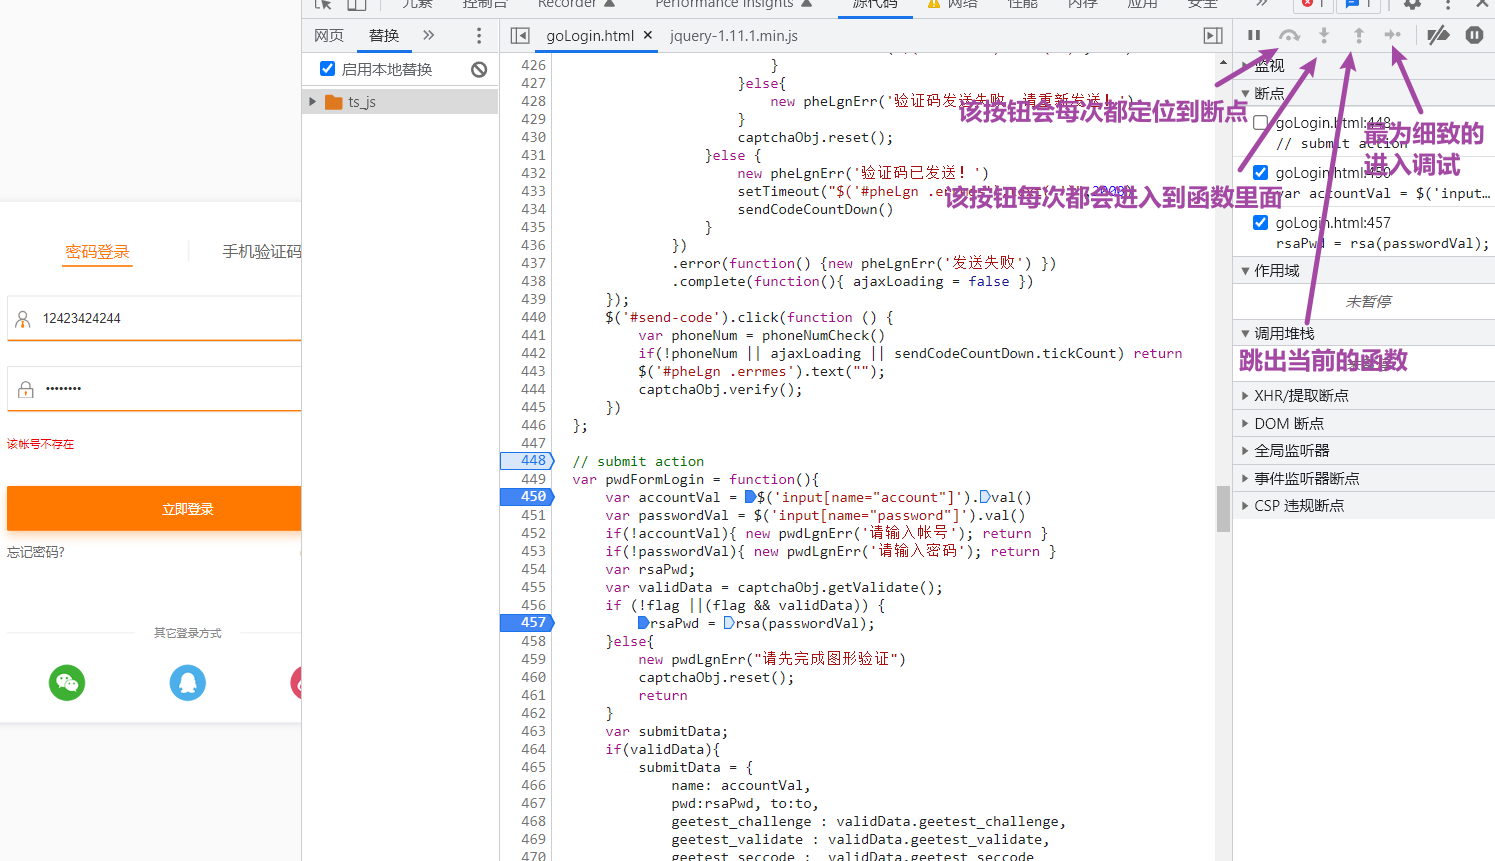 元素 控制台 Recorder Performance insights 源代码 网络 性能 内存 应用 安全 » 1 1
网页 替换 »
goLogin.html × jquery-1.11.1.min.js
启用本地替换
ts_js
密码登录 手机验证码
12423424244
••••••••
该帐号不存在
立即登录
忘记密码?
其它登录方式
426 }
427 }else{
428 new pheLgnErr('验证码发送失败，请重新发送！')
429 }
430 captchaObj.reset();
431 }else {
432 new pheLgnErr('验证码已发送！')
433 setTimeout("$('#pheLgn
434 sendCodeCountDown()
435 }
436 })
437 .error(function() {new pheLgnErr('发送失败') })
438 .complete(function(){ ajaxLoading = false })
439 });
440 $('#send-code').click(function () {
441 var phoneNum = phoneNumCheck()
442 if(!phoneNum || ajaxLoading || sendCodeCountDown.tickCount) return
443 $('#pheLgn .errmes').text("");
444 captchaObj.verify();
445 })
446 };
447
448 // submit action
449 var pwdFormLogin = function(){
450 var accountVal = $('input[name="account"]').val()
451 var passwordVal = $('input[name="password"]').val()
452 if(!accountVal){ new pwdLgnErr('请输入帐号'); return }
453 if(!passwordVal){ new pwdLgnErr('请输入密码'); return }
454 var rsaPwd;
455 var validData = captchaObj.getValidate();
456 if (!flag ||(flag && validData)) {
457 rsaPwd = rsa(passwordVal);
458 }else{
459 new pwdLgnErr("请先完成图形验证")
460 captchaObj.reset();
461 return
462 }
463 var submitData;
464 if(validData){
465 submitData = {
466 name: accountVal,
467 pwd:rsaPwd, to:to,
468 geetest_challenge : validData.geetest_challenge,
469 geetest_validate : validData.geetest_validate,
470 geetest_seccode : validData.geetest_seccode
该按钮会每次都定位到断点
该按钮每次都会进入到函数里面
最为细致的
进入调试
跳出当前的函数
监视
断点
goLogin.html:448
// submit action
goLogin.html:450
var accountVal = $('input…
goLogin.html:457
rsaPwd = rsa(passwordVal);
作用域
未暂停
调用堆栈
XHR/提取断点
DOM 断点
全局监听器
事件监听器断点
CSP 违规断点